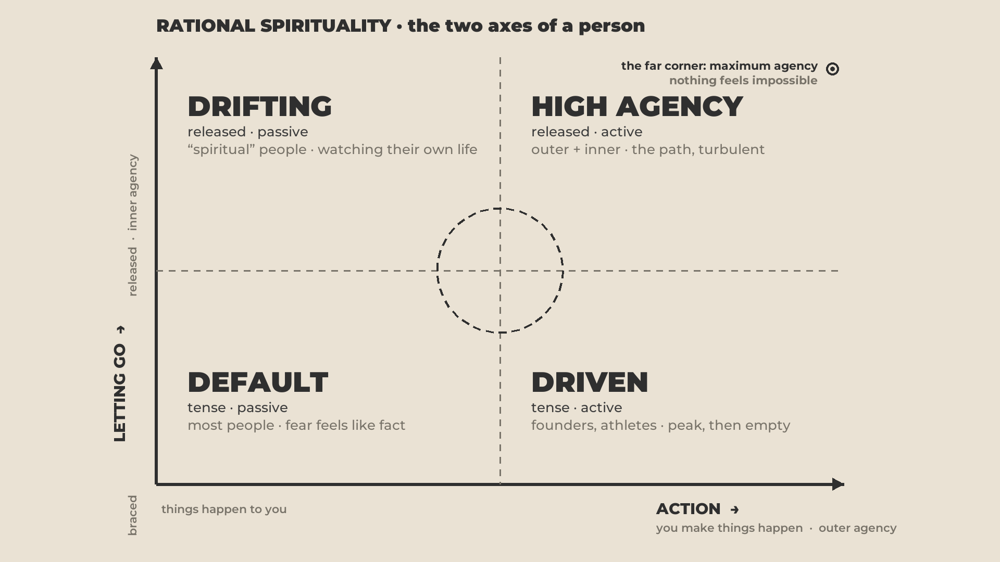 RATIONAL SPIRITUALITY · the two axes of a person
the far corner: maximum agency
nothing feels impossible
DRIFTING
released · passive
“spiritual” people · watching their own life
HIGH AGENCY
released · active
outer + inner · the path, turbulent
released · inner agency
LETTING GO →
braced
DEFAULT
tense · passive
most people · fear feels like fact
DRIVEN
tense · active
founders, athletes · peak, then empty
things happen to you
ACTION →
you make things happen · outer agency